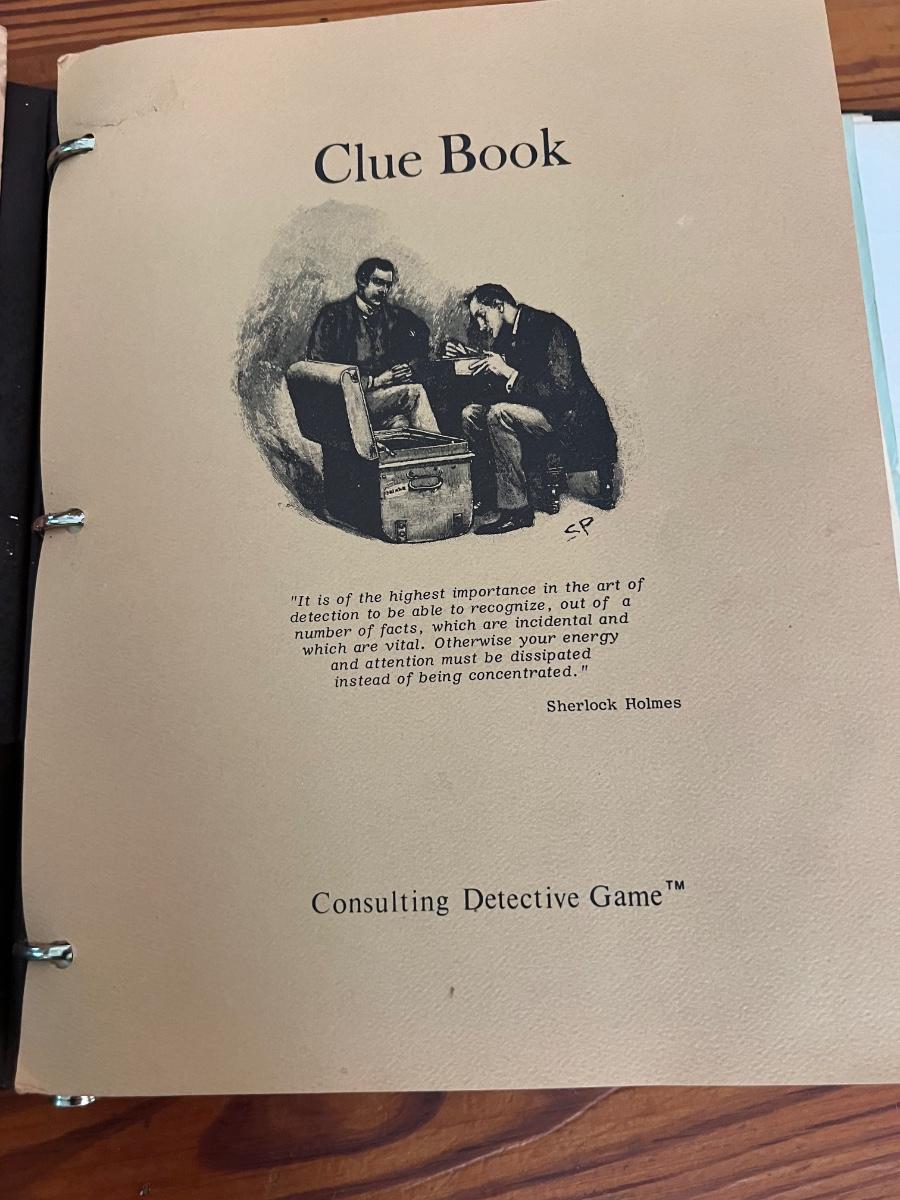 Clue Book
SP
"It is of the highest importance in the art of
detection to be able to recognize, out of a
number of facts, which are incidental and
which are vital. Otherwise your energy
and attention must be dissipated
instead of being concentrated."
Sherlock Holmes
Consulting Detective Game™